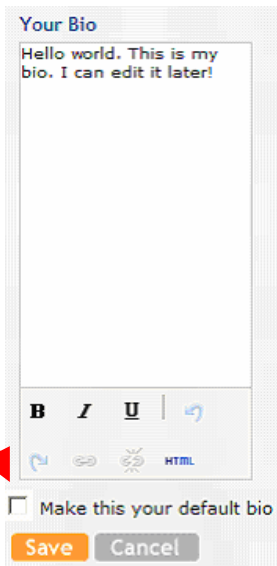 Your Bio
Hello world. This is my
bio. I can edit it later!
B I U
HTML
Make this your default bio
Save Cancel